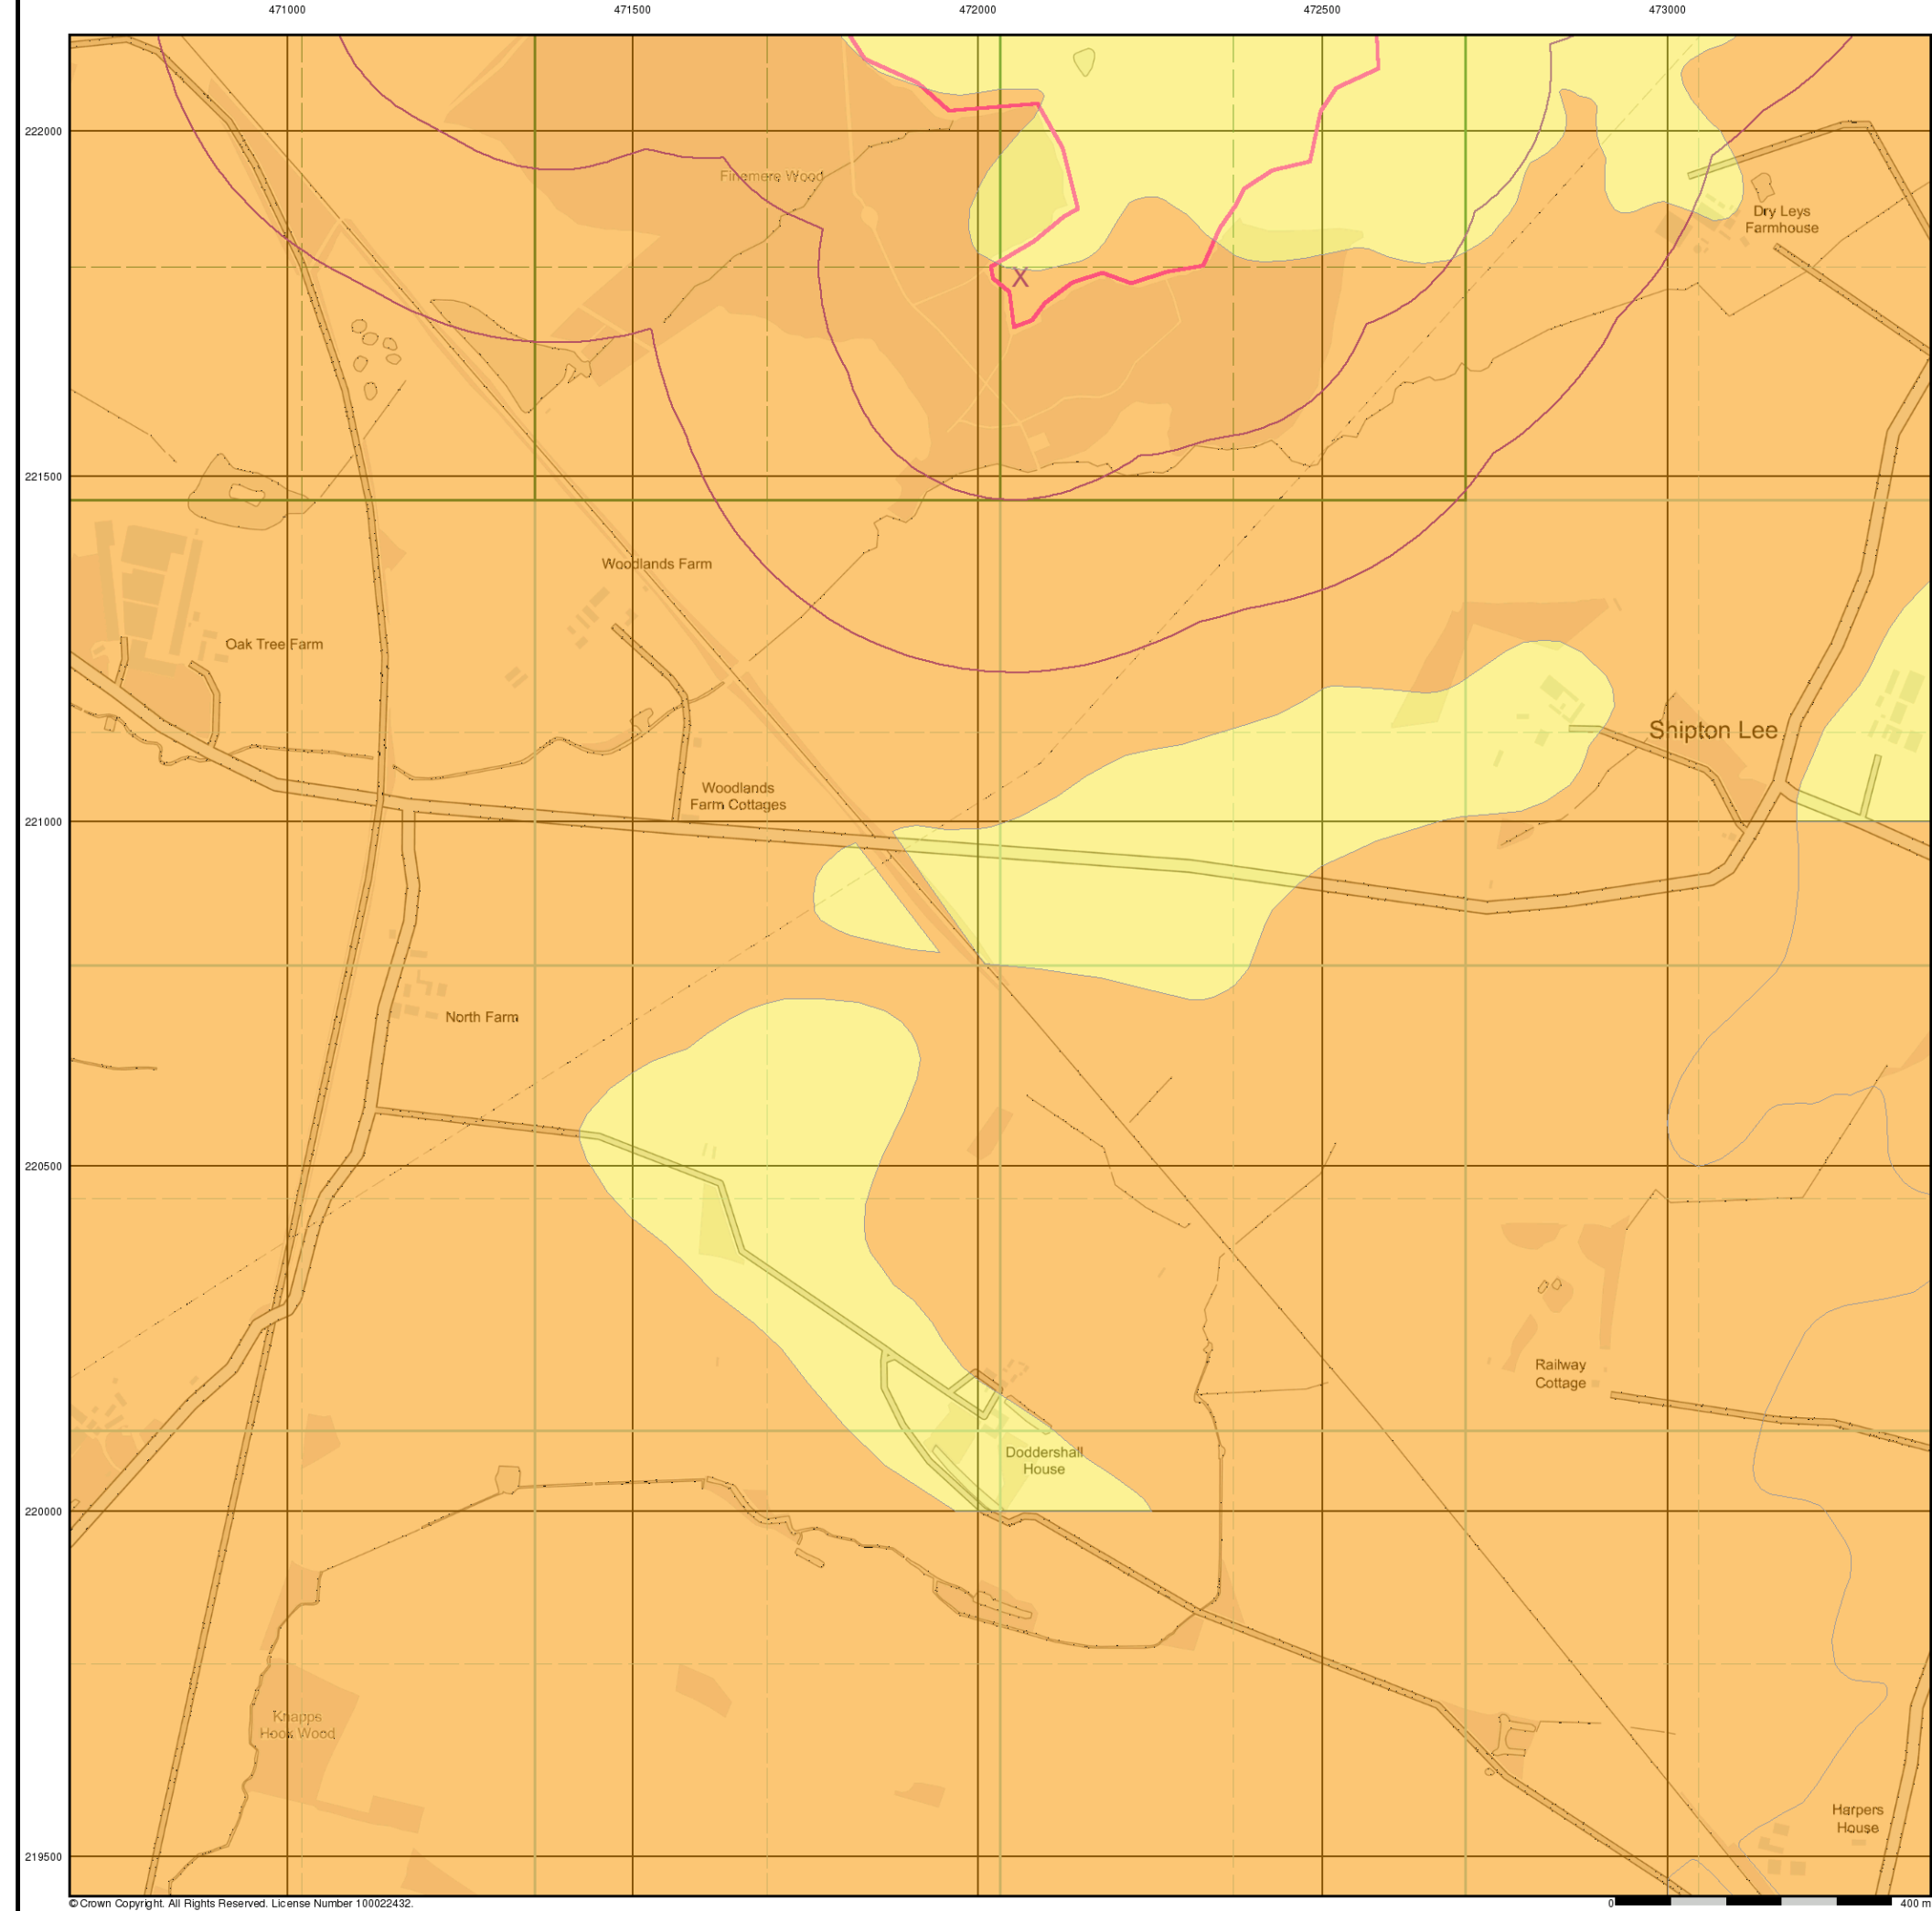 471000 471500 472000 472500 473000
222000
Finemere Wood
Dry Leys
Farmhouse
X
221500
Woodlands Farm
Oak Tree Farm
Shipton Lee
Woodlands
Farm Cottages
221000
North Farm
220500
Railway
Cottage
Doddershall
House
220000
Knapps
Hook Wood
Harpers
House
219500
© Crown Copyright. All Rights Reserved. License Number 100022432.
0 400 m